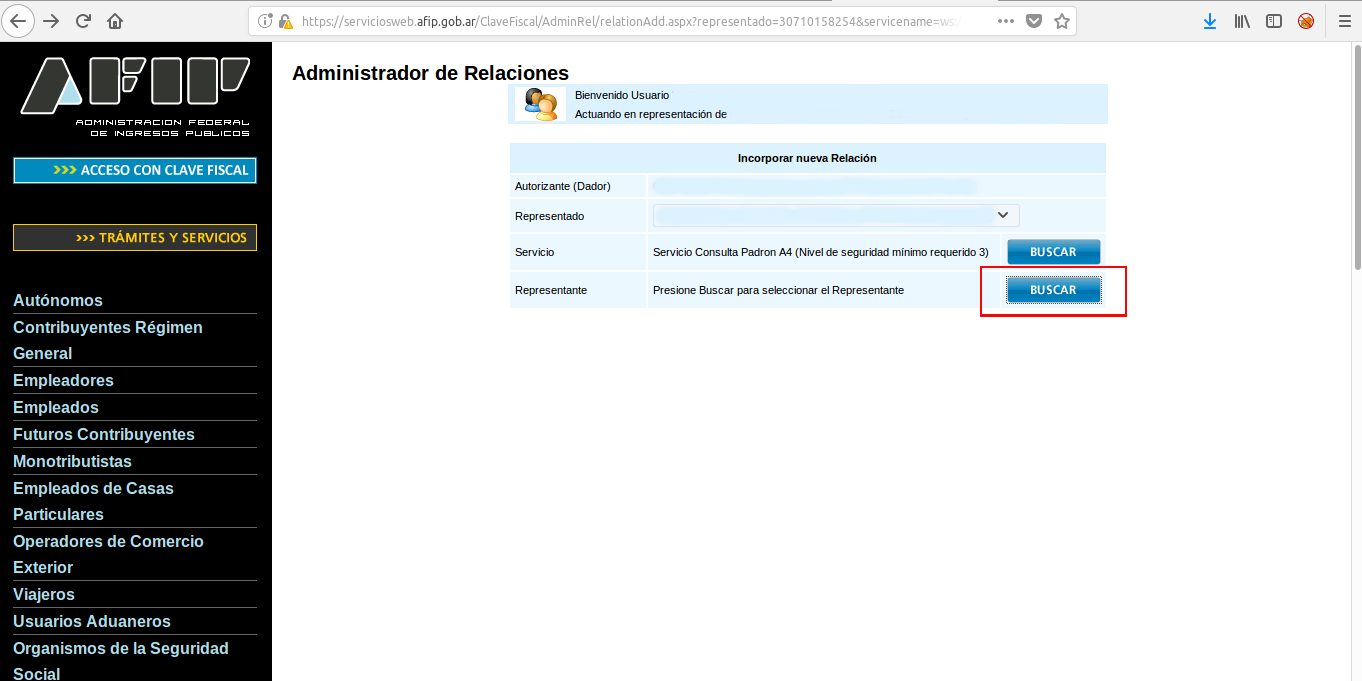 https://serviciosweb.afip.gob.ar/ClaveFiscal/AdminRel/relationAdd.aspx?representado=30710158254&servicename=ws:
AFIP
ADMINISTRACION FEDERAL
DE INGRESOS PUBLICOS
>>> ACCESO CON CLAVE FISCAL
>>> TRÁMITES Y SERVICIOS
Autónomos
Contribuyentes Régimen
General
Empleadores
Empleados
Futuros Contribuyentes
Monotributistas
Empleados de Casas
Particulares
Operadores de Comercio
Exterior
Viajeros
Usuarios Aduaneros
Organismos de la Seguridad
Social
Administrador de Relaciones
Bienvenido Usuario
Actuando en representación de
Incorporar nueva Relación
Autorizante (Dador)
Representado
Servicio Servicio Consulta Padron A4 (Nivel de seguridad mínimo requerido 3) BUSCAR
Representante Presione Buscar para seleccionar el Representante BUSCAR